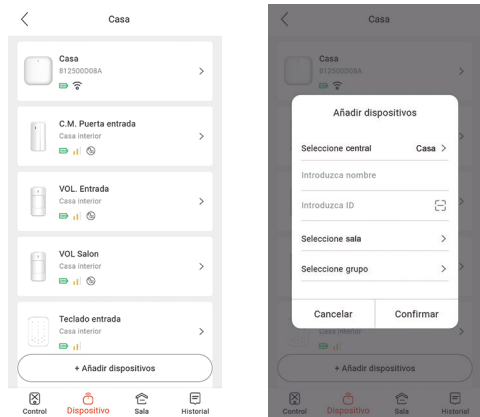 Casa
Casa
812500D08A
C.M. Puerta entrada
Casa interior
VOL. Entrada
Casa interior
VOL Salon
Casa interior
Teclado entrada
Casa interior
+ Añadir dispositivos
Control
Dispositivo
Sala
Historial
Casa
Casa
812500D08A
Añadir dispositivos
Seleccione central Casa
Introduzca nombre
Introduzca ID
Seleccione sala
Seleccione grupo
Cancelar
Confirmar
Casa interior
+ Añadir dispositivos
Control
Dispositivo
Sala
Historial